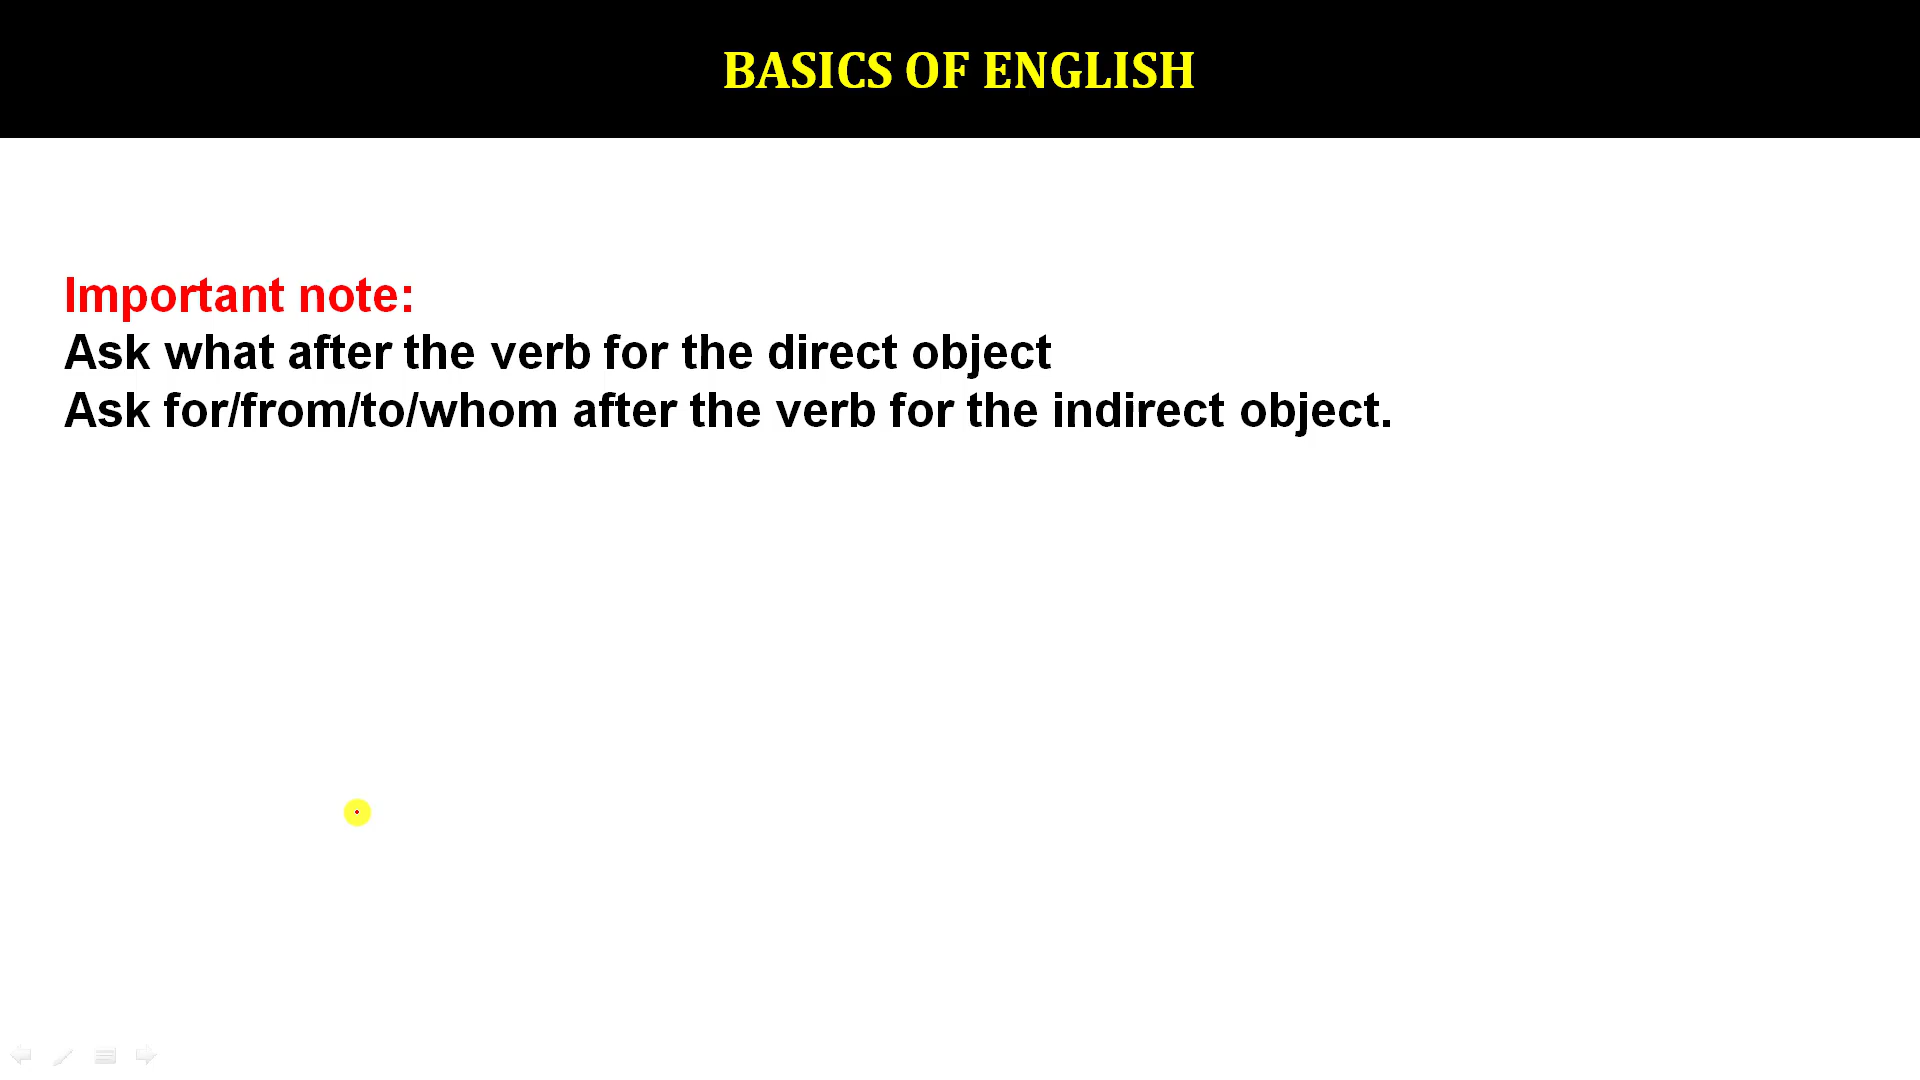 BASICS OF ENGLISH
Important note:
Ask what after the verb for the direct object
Ask for/from/to/whom after the verb for the indirect object.